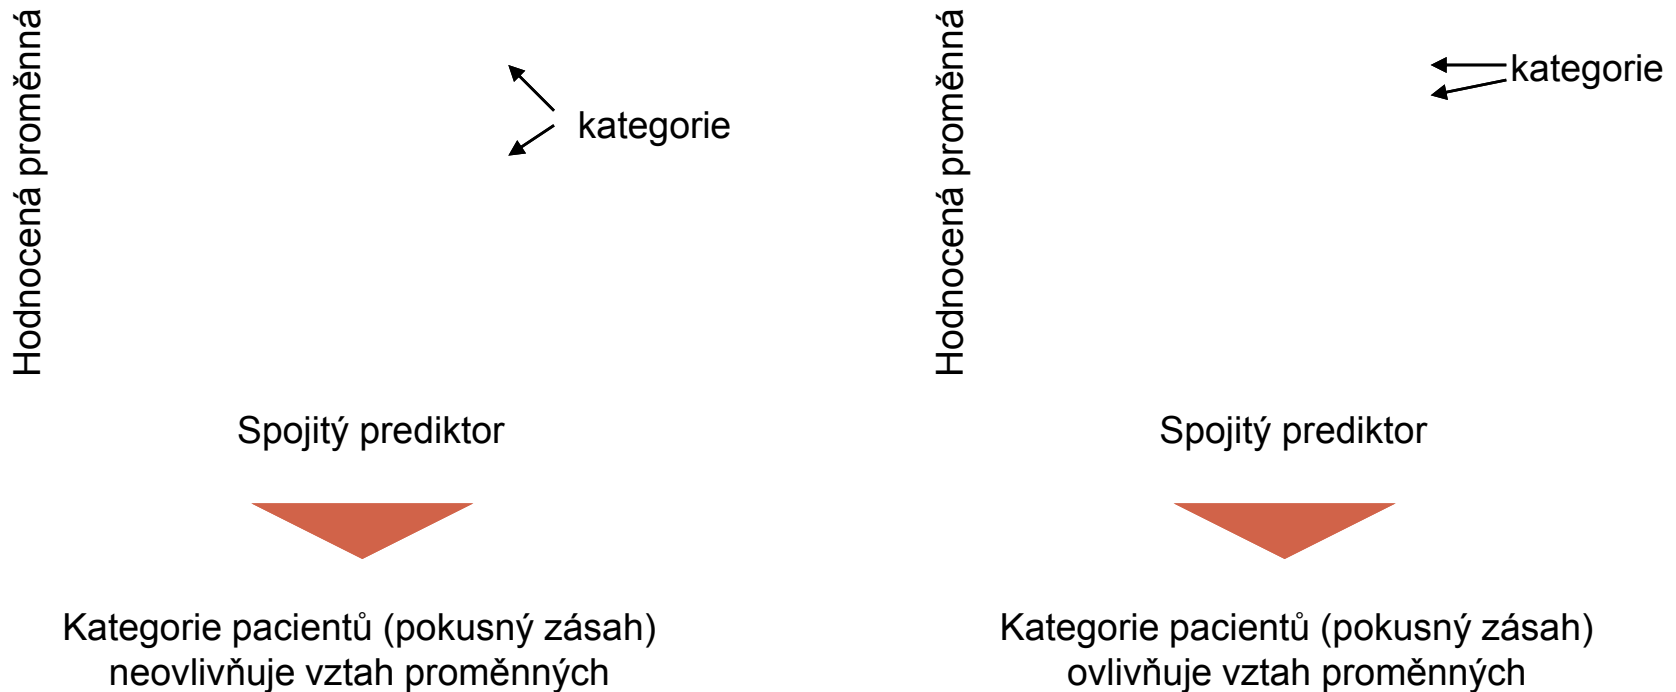 Hodnocená proměnná
kategorie
Spojitý prediktor
Kategorie pacientů (pokusný zásah)
neovlivňuje vztah proměnných
Hodnocená proměnná
kategorie
Spojitý prediktor
Kategorie pacientů (pokusný zásah)
ovlivňuje vztah proměnných